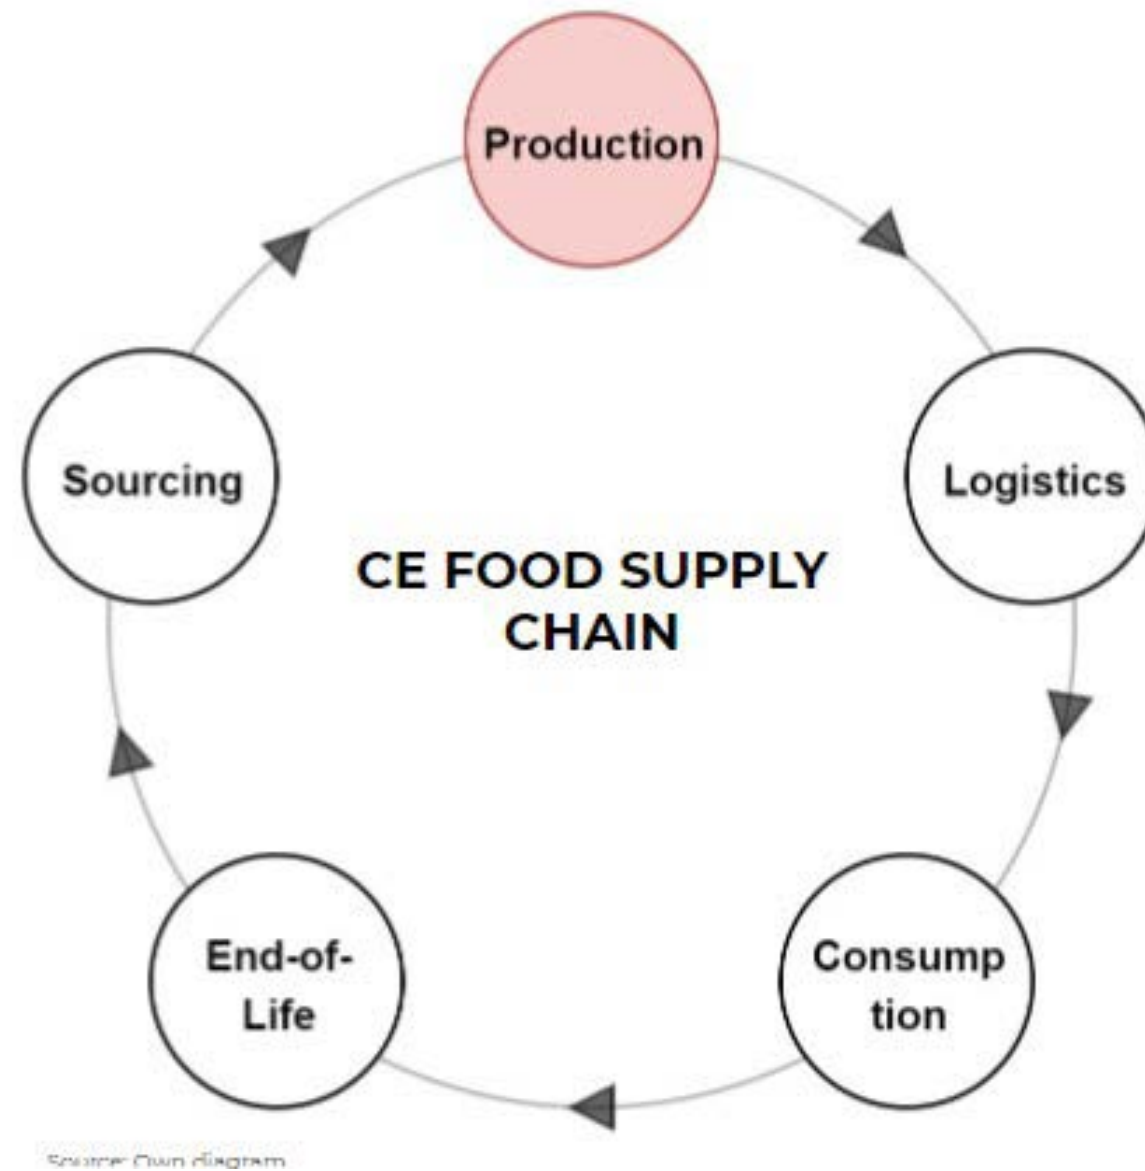 Production
Sourcing
Logistics
CE FOOD SUPPLY
CHAIN
End-of-
Life
Consump
tion
Source: Own diagram